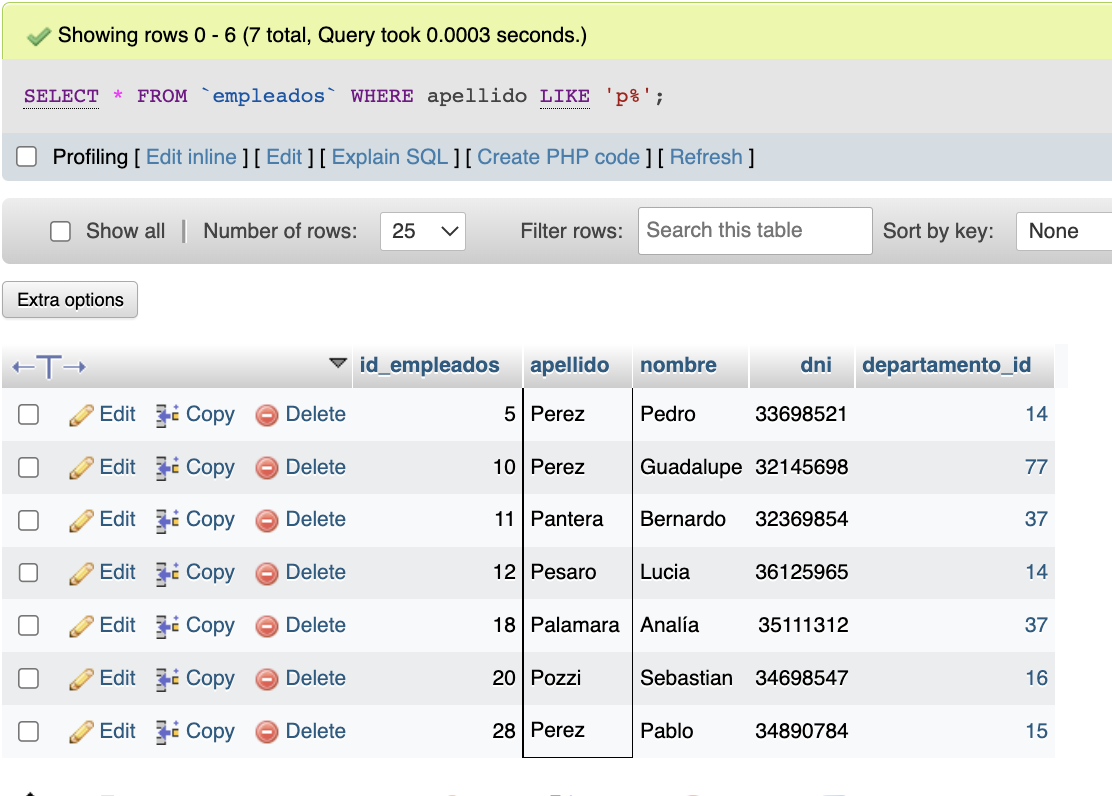 Showing rows 0 - 6 (7 total, Query took 0.0003 seconds.)
SELECT * FROM `empleados` WHERE apellido LIKE 'p%';
Profiling [ Edit inline ] [ Edit ] [ Explain SQL ] [ Create PHP code ] [ Refresh ]
Show all | Number of rows: 25 Filter rows: Search this table Sort by key: None
Extra options
←T→ id_empleados apellido nombre dni departamento_id
Edit Copy Delete 5 Perez Pedro 33698521 14
Edit Copy Delete 10 Perez Guadalupe 32145698 77
Edit Copy Delete 11 Pantera Bernardo 32369854 37
Edit Copy Delete 12 Pesaro Lucia 36125965 14
Edit Copy Delete 18 Palamara Analía 35111312 37
Edit Copy Delete 20 Pozzi Sebastian 34698547 16
Edit Copy Delete 28 Perez Pablo 34890784 15